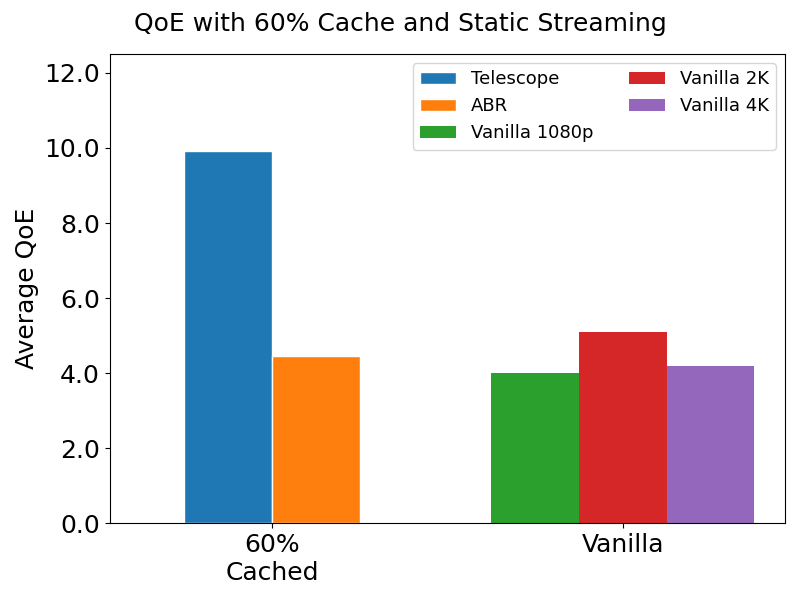 QoE with 60% Cache and Static Streaming
Average QoE
12.0
10.0
8.0
6.0
4.0
2.0
0.0
Telescope
ABR
Vanilla 1080p
Vanilla 2K
Vanilla 4K
60%
Cached
Vanilla